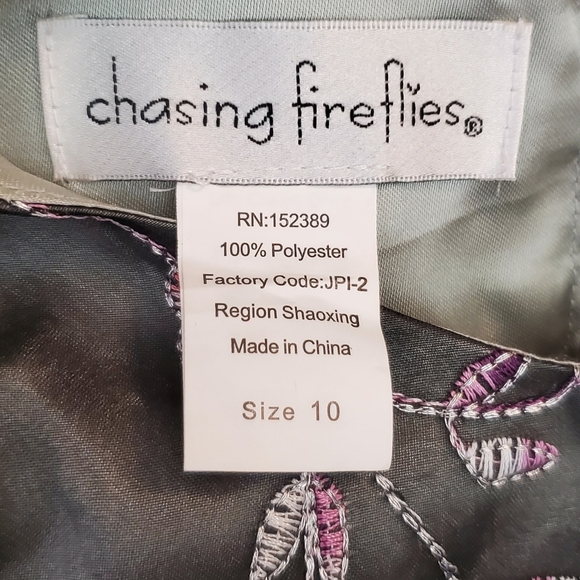 chasing fireflies®
RN:152389
100% Polyester
Factory Code:JPI-2
Region Shaoxing
Made in China
Size 10